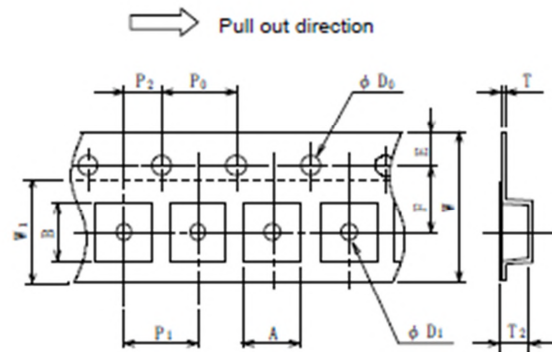 Pull out direction
P2
P0
φ D0
T
E
F
W
W1
B
P1
A
φ D1
T2